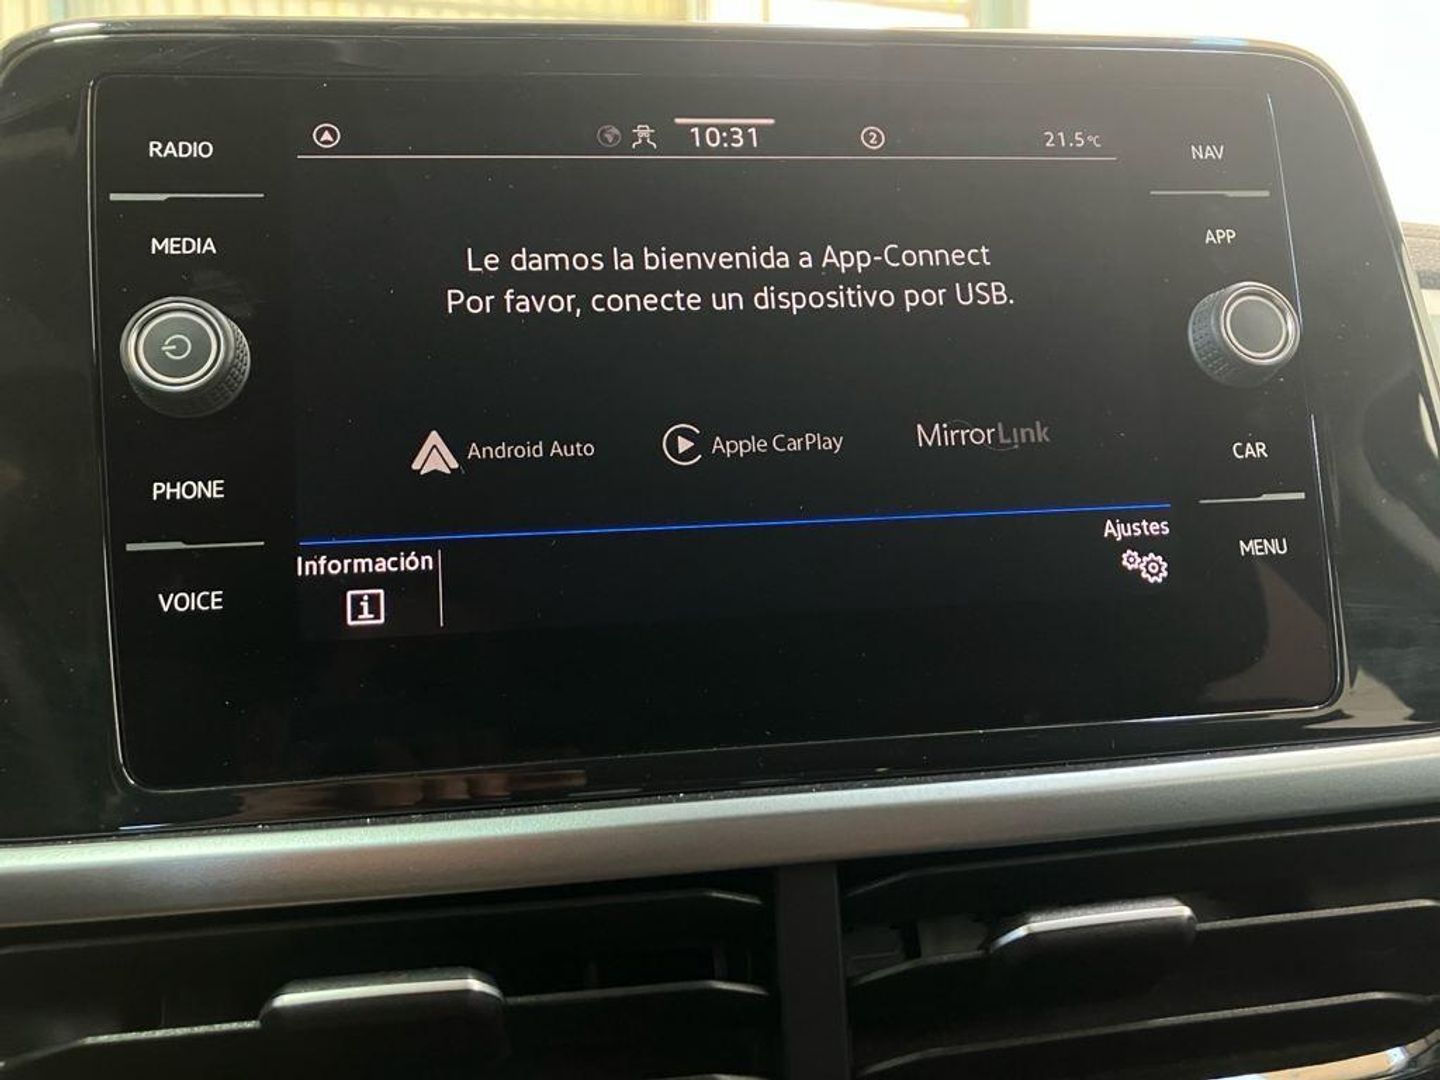 RADIO
MEDIA
PHONE
VOICE
10:31
2
21.5°C
Le damos la bienvenida a App-Connect
Por favor, conecte un dispositivo por USB.
Android Auto
Apple CarPlay
MirrorLink
Información
i
Ajustes
NAV
APP
CAR
MENU